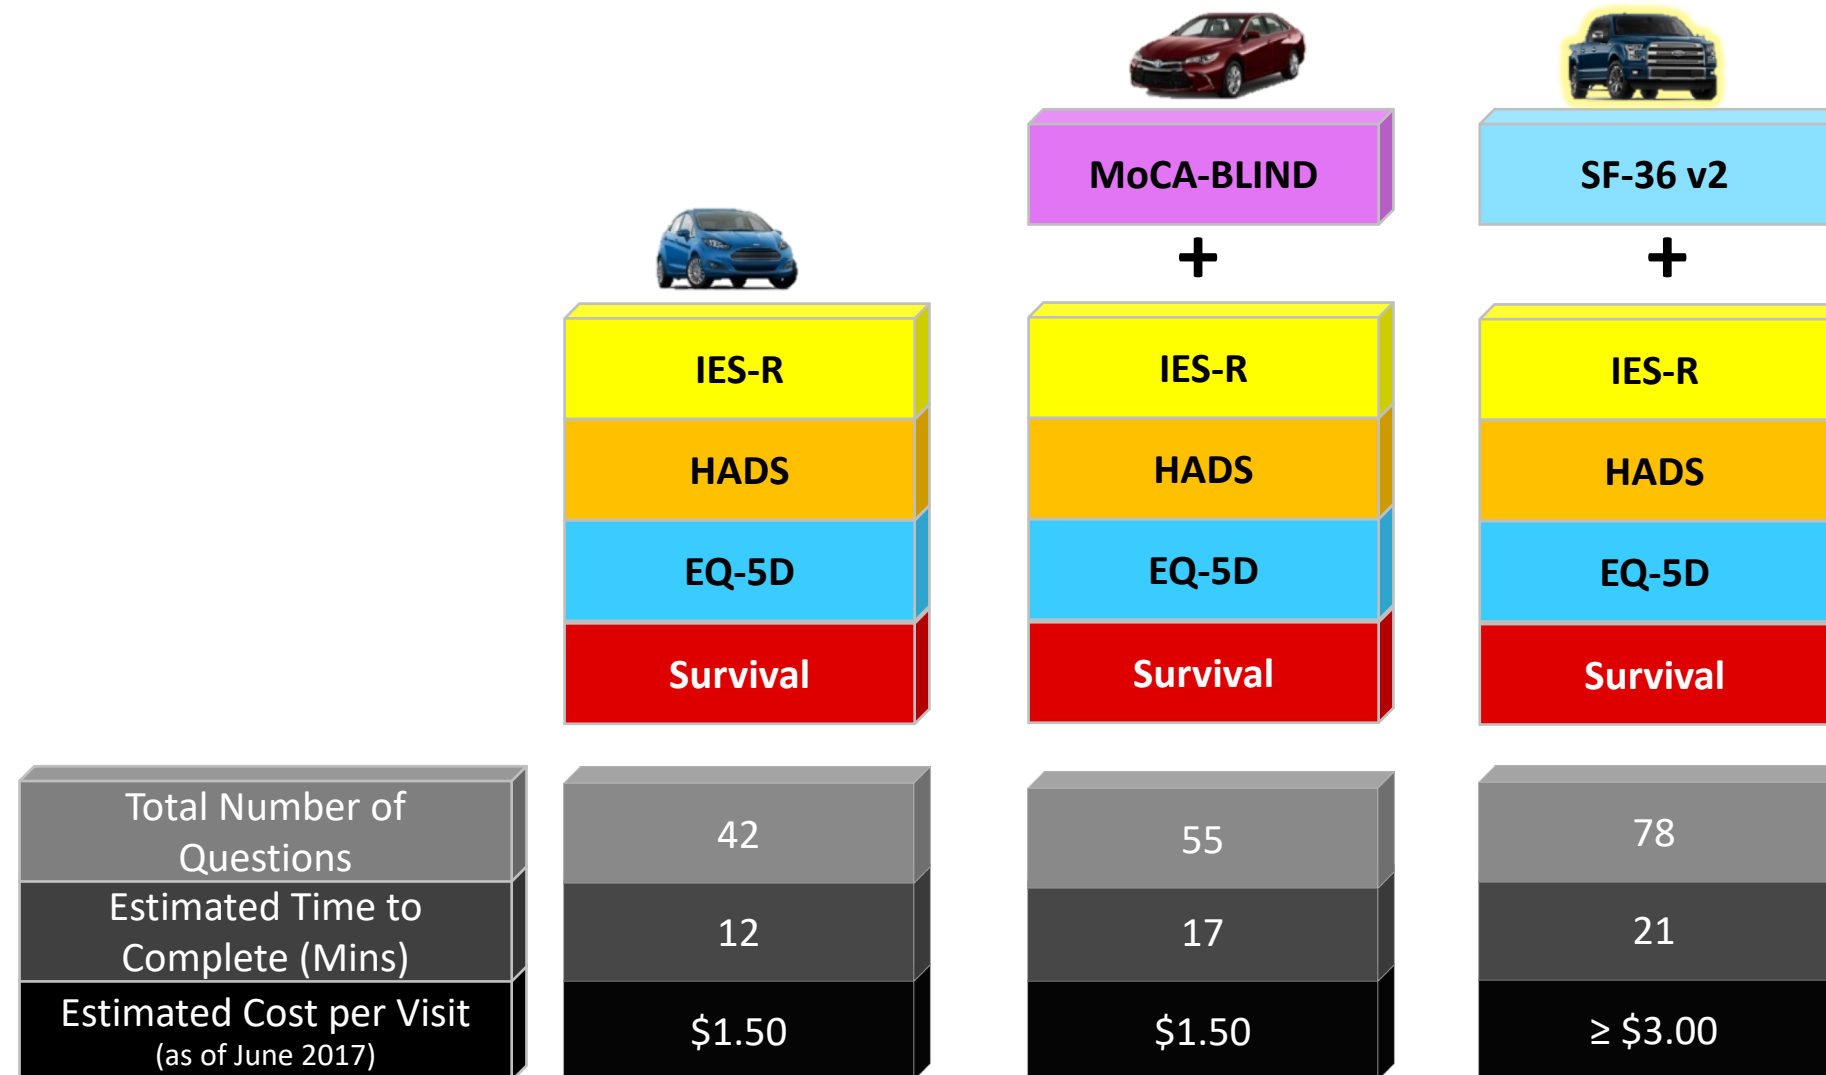 MoCA-BLIND
SF-36 v2
+
+
IES-R
IES-R
IES-R
HADS
HADS
HADS
EQ-5D
EQ-5D
EQ-5D
Survival
Survival
Survival
Total Number of
Questions
42
55
78
Estimated Time to
Complete (Mins)
12
17
21
Estimated Cost per Visit
(as of June 2017)
$1.50
$1.50
≥ $3.00